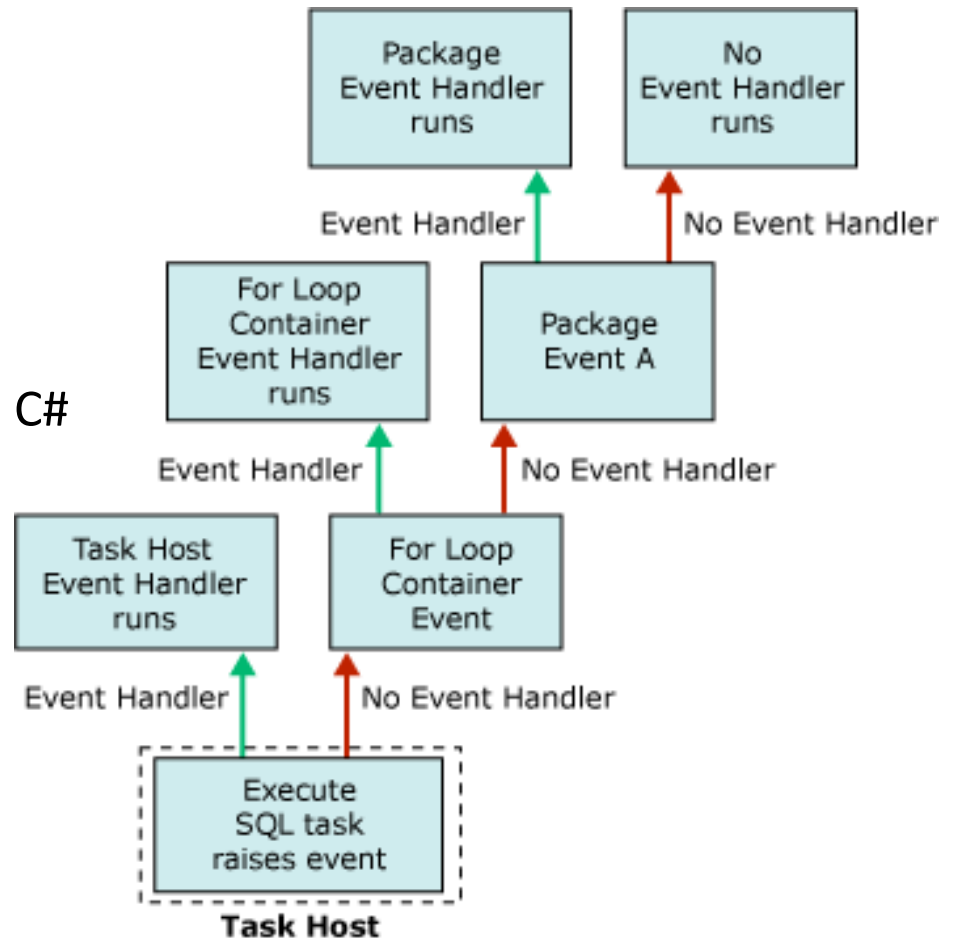 Package
Event Handler
runs
No
Event Handler
runs
Event Handler
No Event Handler
For Loop
Container
Event Handler
runs
Package
Event A
C#
Event Handler
No Event Handler
Task Host
Event Handler
runs
For Loop
Container
Event
Event Handler
No Event Handler
Execute
SQL task
raises event
Task Host